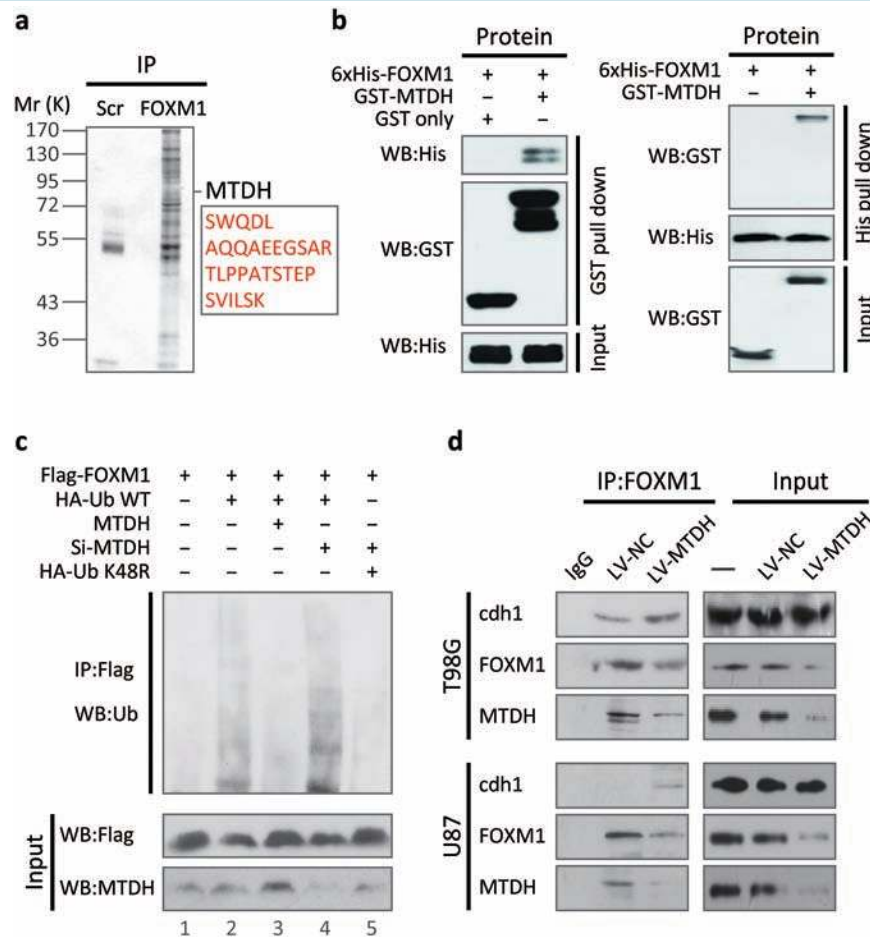 a
IP
Mr (K) Scr FOXM1
170
130
95
72
55
43
36
MTDH
SWQDL
AQQAEEGSAR
TLPPATSTEP
SVILSK
b
Protein
6xHis-FOXM1 + +
GST-MTDH – +
GST only + –
WB:His
WB:GST
GST pull down
WB:His
Input
Protein
6xHis-FOXM1 + +
GST-MTDH – +
WB:GST
WB:His
His pull down
WB:GST
Input
c
Flag-FOXM1 + + + + +
HA-Ub WT – + + + –
MTDH – – + – –
Si-MTDH – – – + +
HA-Ub K48R – – – – +
IP:Flag
WB:Ub
Input
WB:Flag
WB:MTDH
1 2 3 4 5
d
IP:FOXM1 Input
IgG LV-NC LV-MTDH — LV-NC LV-MTDH
T98G
cdh1
FOXM1
MTDH
U87
cdh1
FOXM1
MTDH